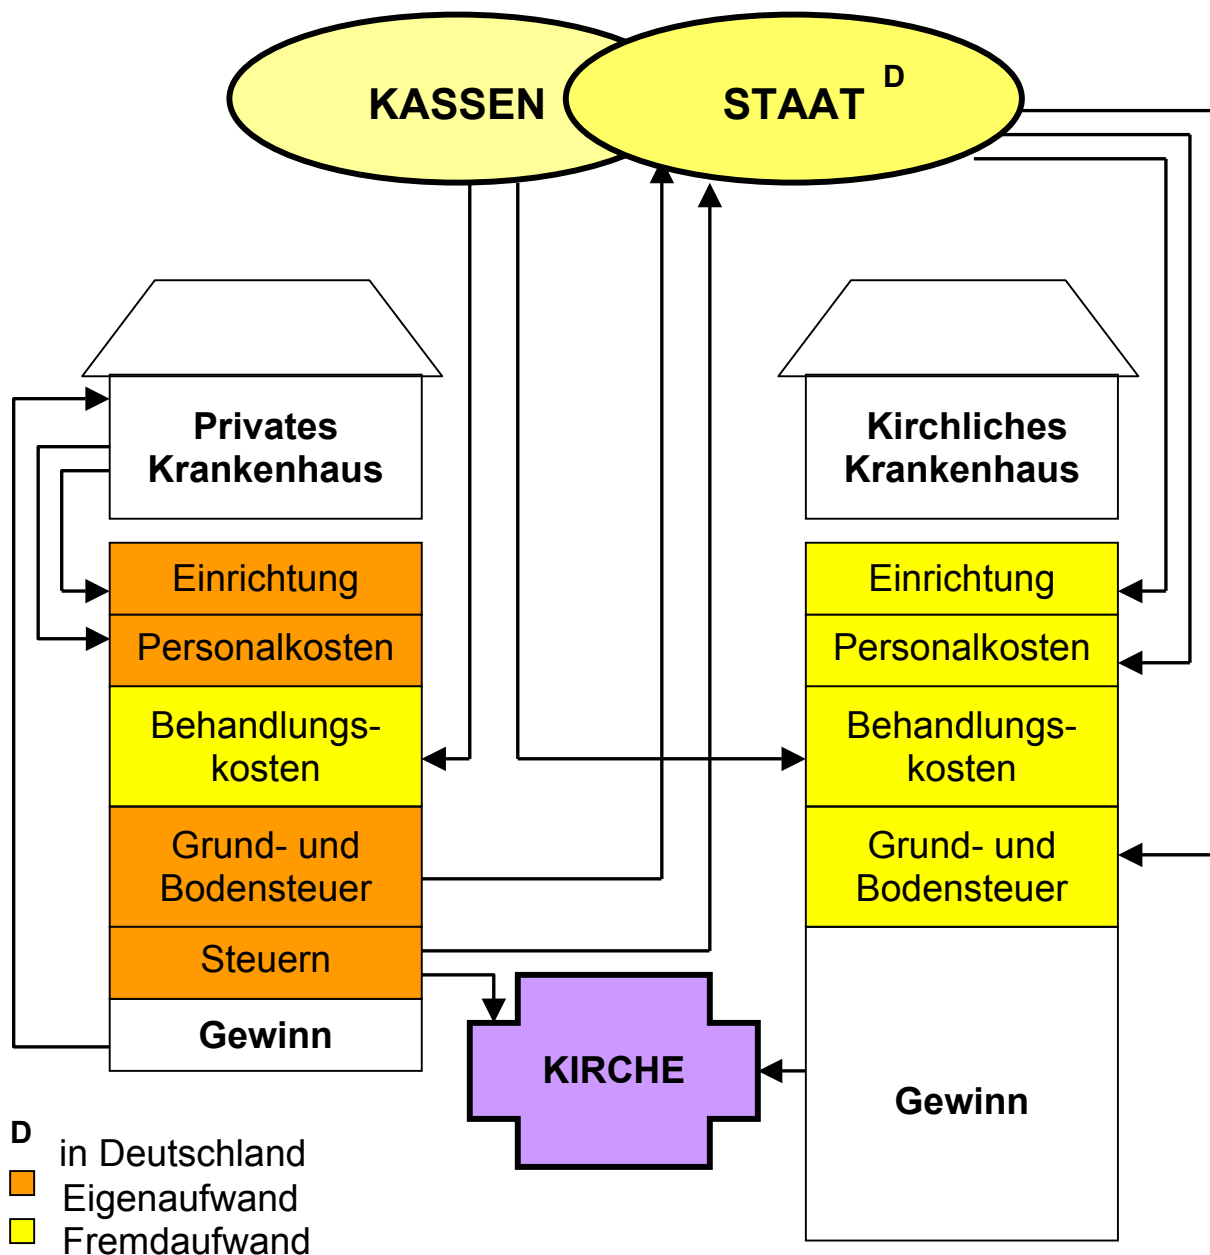 KASSEN
STAAT D
Privates
Krankenhaus
Kirchliches
Krankenhaus
Einrichtung
Personalkosten
Behandlungs-
kosten
Grund- und
Bodensteuer
Steuern
Gewinn
Einrichtung
Personalkosten
Behandlungs-
kosten
Grund- und
Bodensteuer
Gewinn
KIRCHE
D in Deutschland
Eigenaufwand
Fremdaufwand